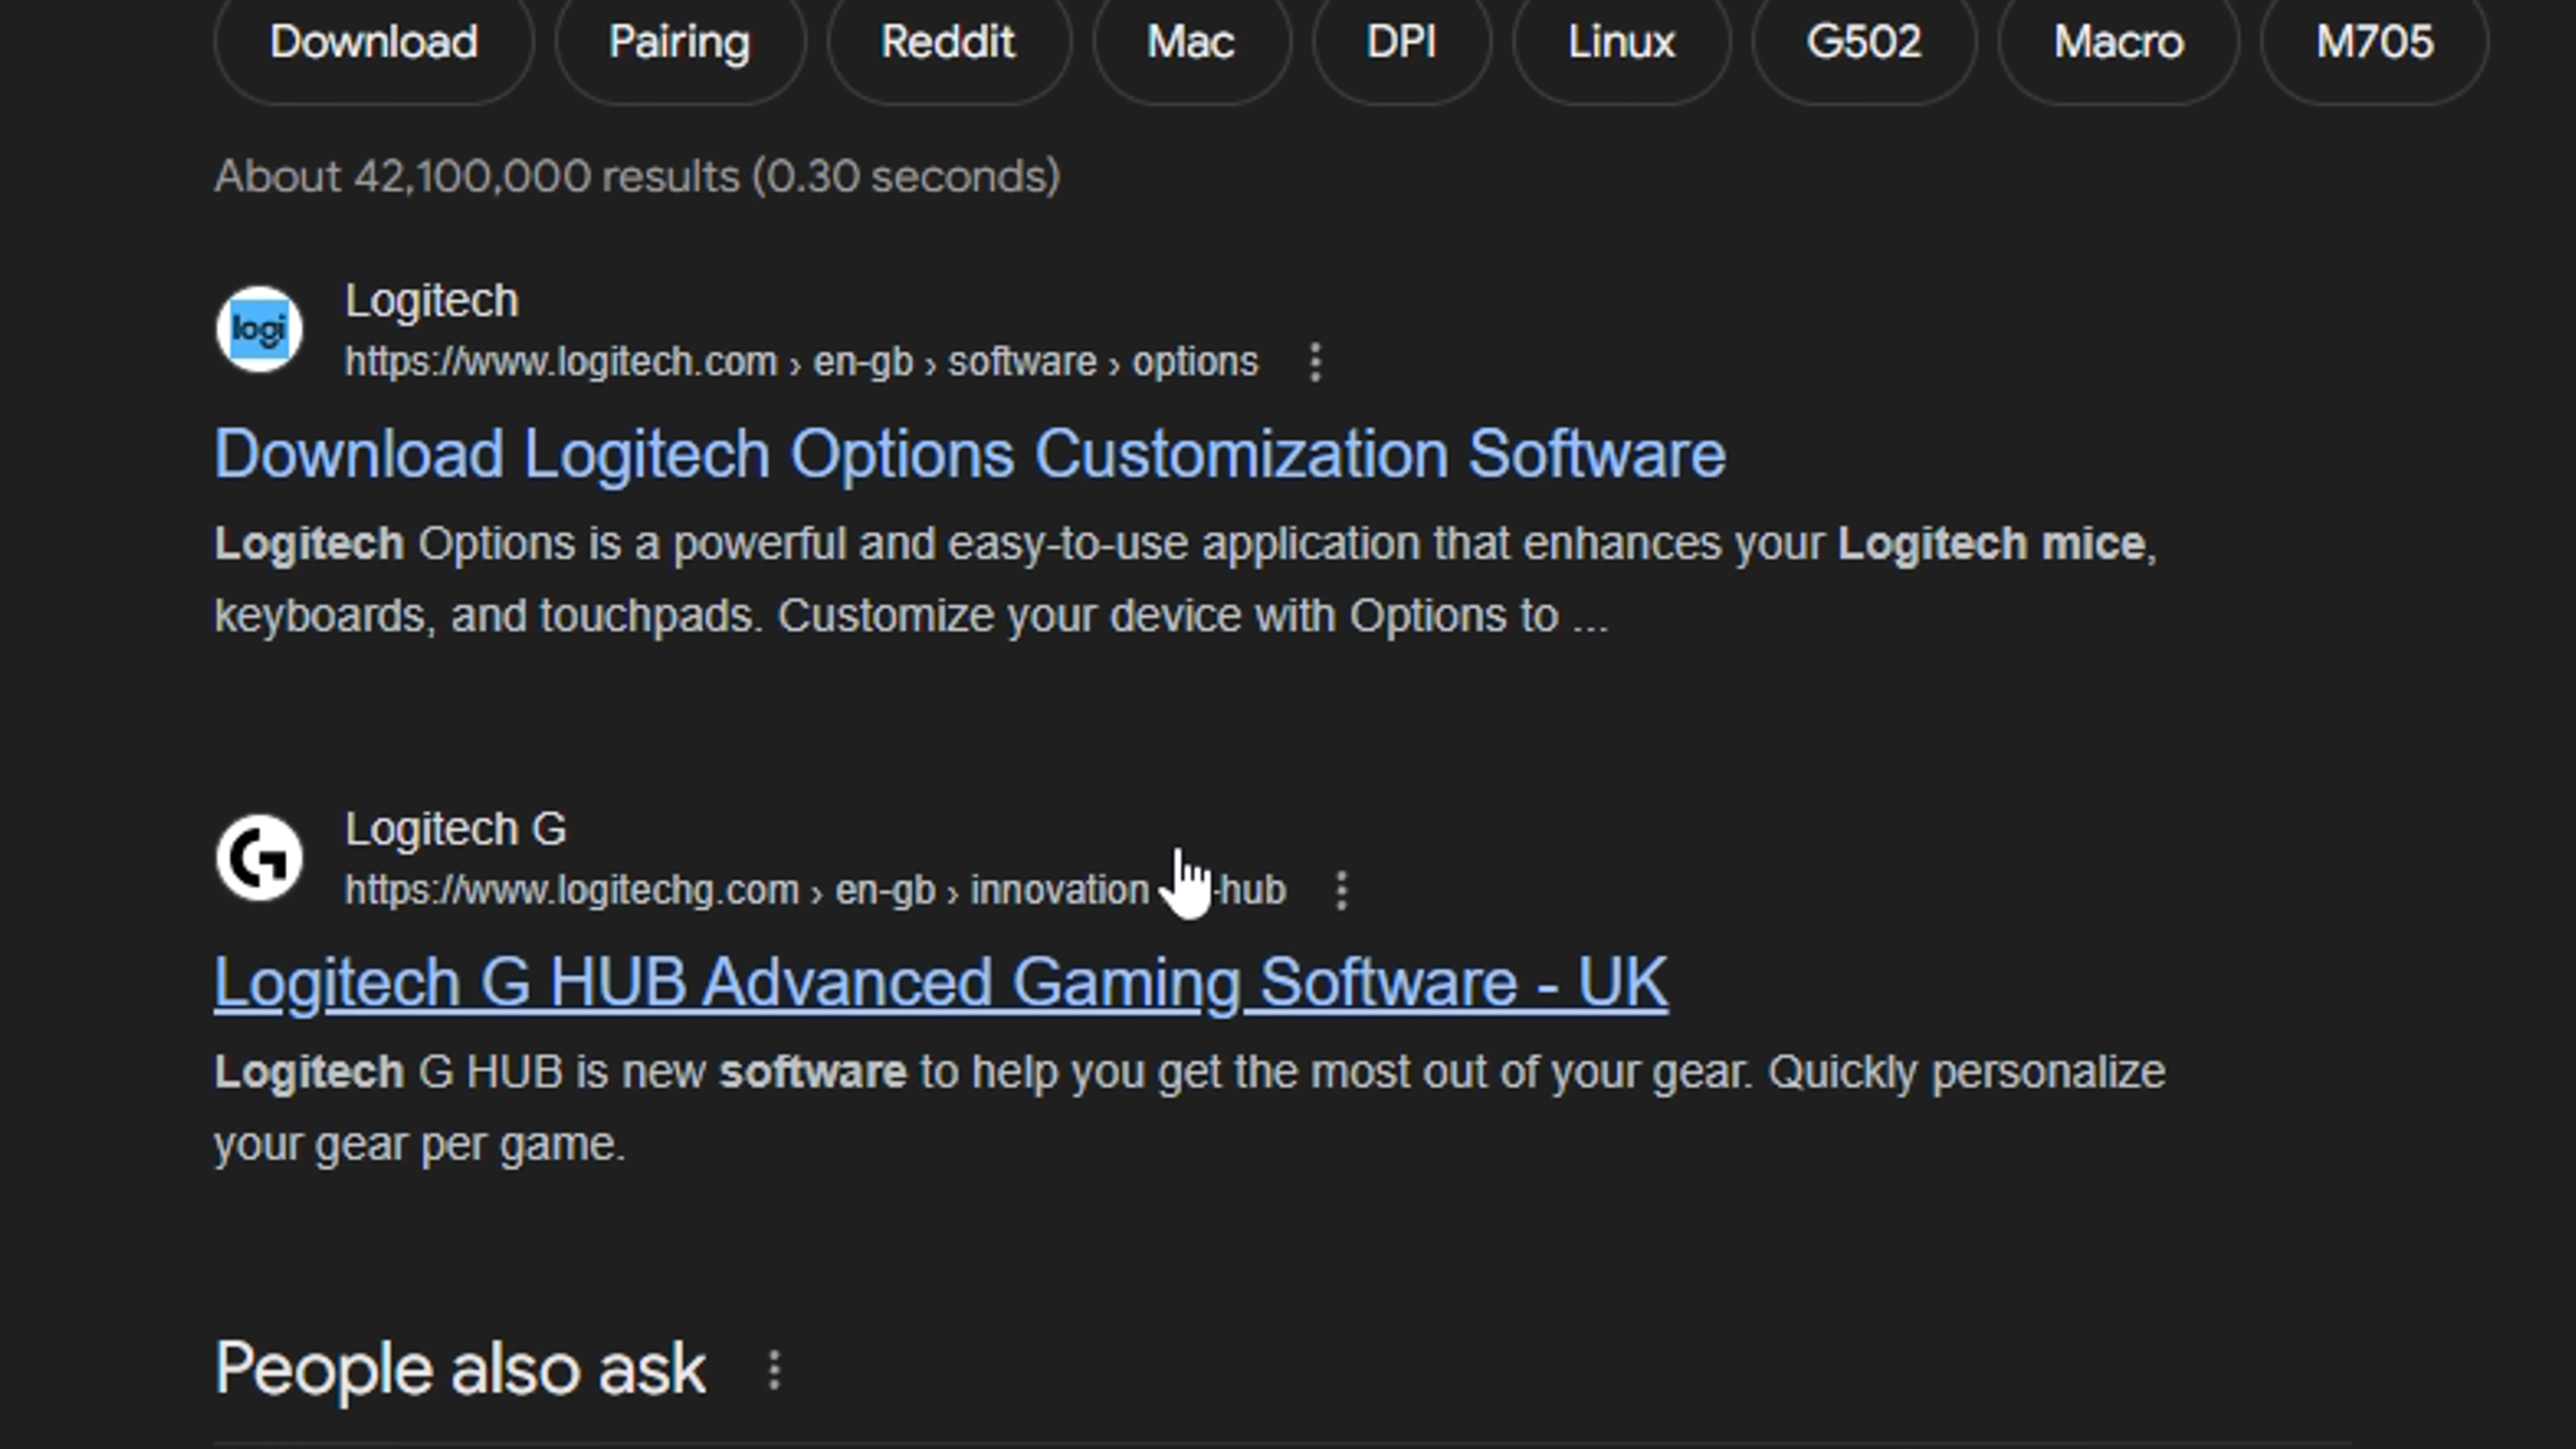 Download Pairing Reddit Mac DPI Linux G502 Macro M705
About 42,100,000 results (0.30 seconds)
logi
Logitech
https://www.logitech.com › en-gb › software › options
Download Logitech Options Customization Software
Logitech Options is a powerful and easy-to-use application that enhances your Logitech mice,
keyboards, and touchpads. Customize your device with Options to ...
Logitech G
https://www.logitechg.com › en-gb › innovation -hub
Logitech G HUB Advanced Gaming Software - UK
Logitech G HUB is new software to help you get the most out of your gear. Quickly personalize
your gear per game.
People also ask